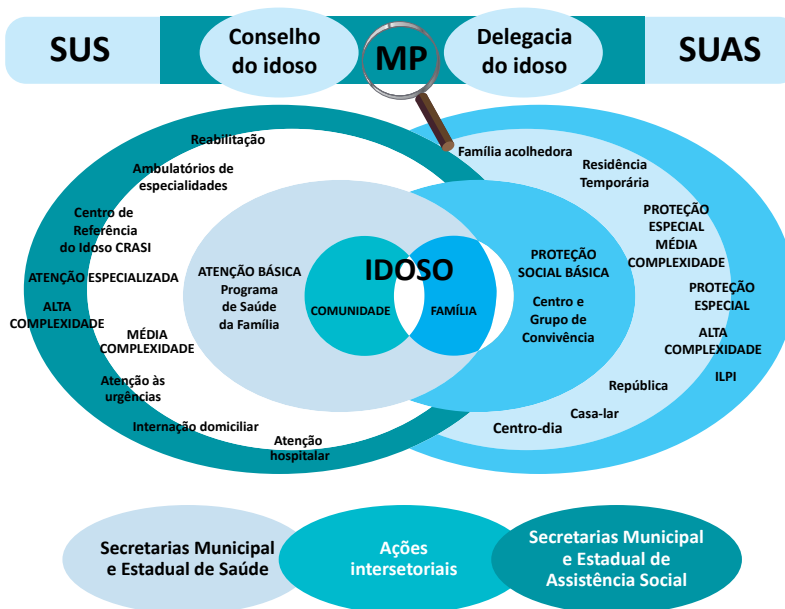 SUS
Conselho
do idoso
MP
Delegacia
do idoso
SUAS
Reabilitação
Ambulatórios de
especialidades
Centro de
Referência
do Idoso CRASI
ATENÇÃO ESPECIALIZADA
ALTA
COMPLEXIDADE
MÉDIA
COMPLEXIDADE
Atenção às
urgências
Internação domiciliar
Atenção
hospitalar
ATENÇÃO BÁSICA
Programa
de Saúde
da Família
IDOSO
COMUNIDADE
FAMÍLIA
PROTEÇÃO
SOCIAL BÁSICA
Centro e
Grupo de
Convivência
Família acolhedora
Residência
Temporária
PROTEÇÃO
ESPECIAL
MÉDIA
COMPLEXIDADE
PROTEÇÃO
ESPECIAL
ALTA
COMPLEXIDADE
ILPI
República
Casa-lar
Centro-dia
Secretarias Municipal
e Estadual de Saúde
Ações
intersetoriais
Secretarias Municipal
e Estadual de
Assistência Social